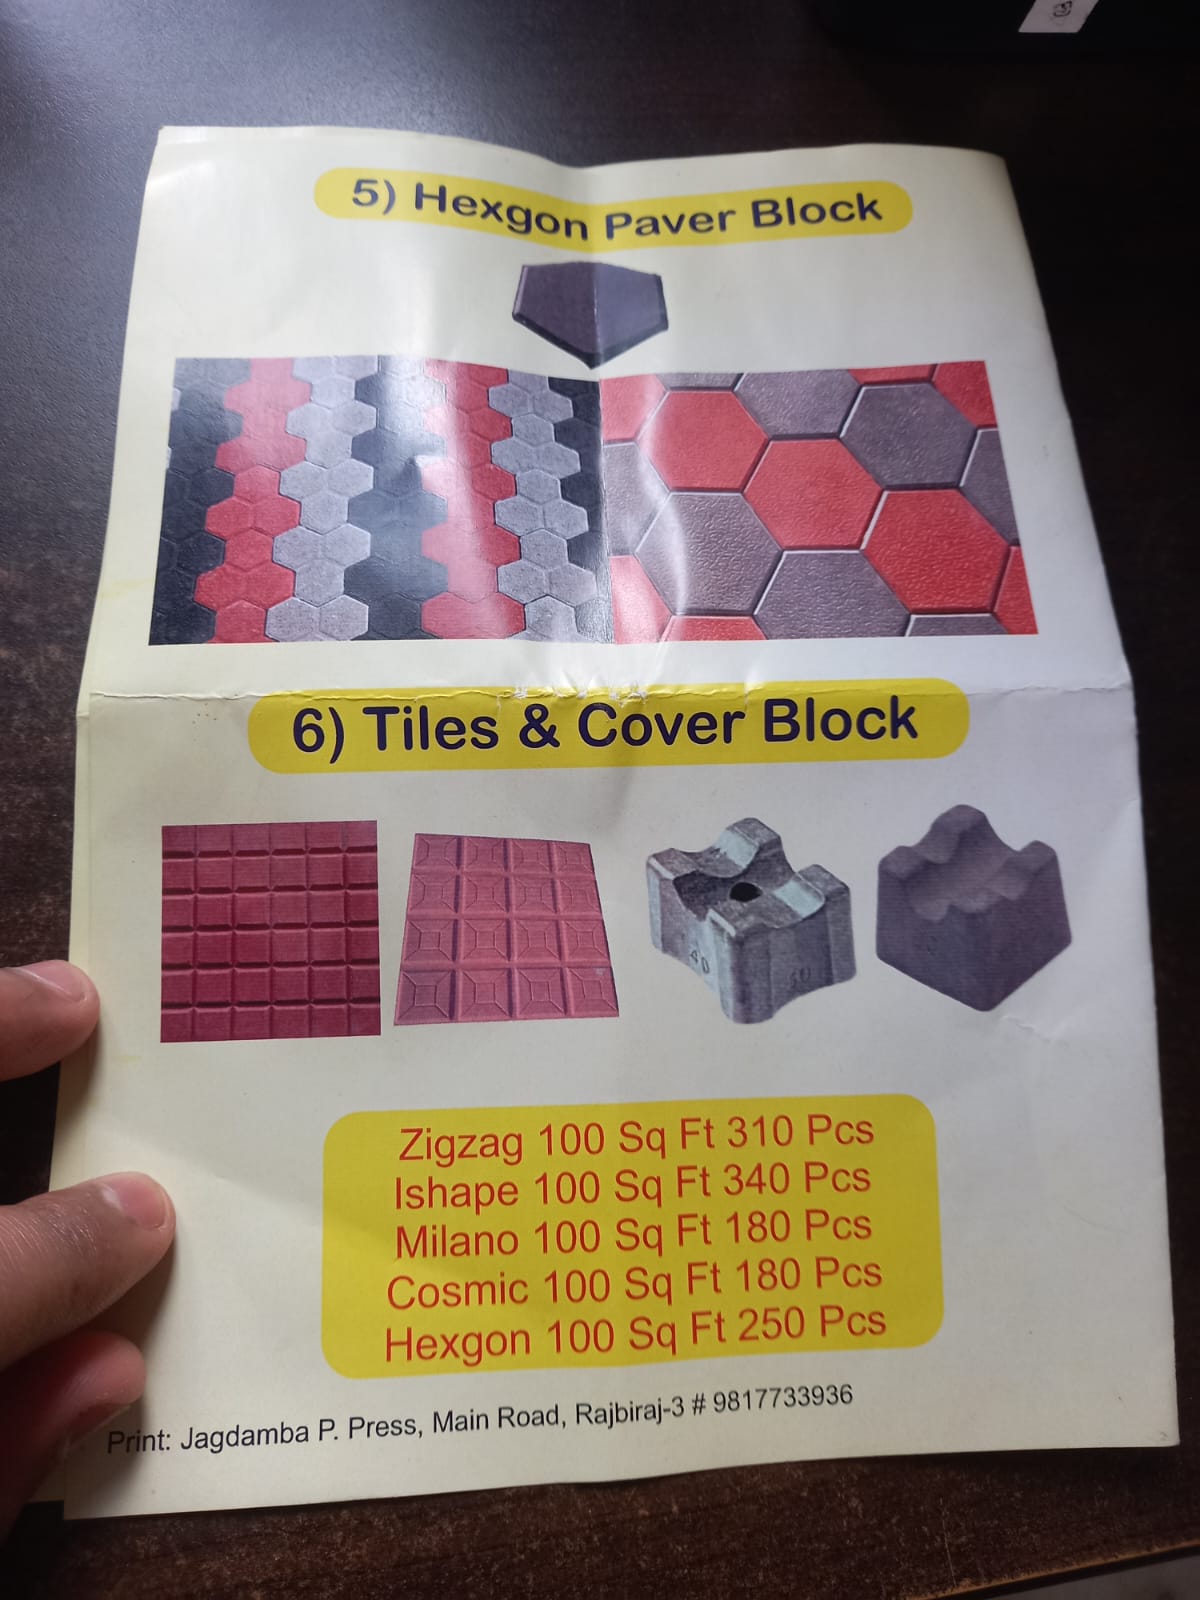 5) Hexgon Paver Block
6) Tiles & Cover Block
40
Zigzag 100 Sq Ft 310 Pcs
Ishape 100 Sq Ft 340 Pcs
Milano 100 Sq Ft 180 Pcs
Cosmic 100 Sq Ft 180 Pcs
Hexgon 100 Sq Ft 250 Pcs
Print: Jagdamba P. Press, Main Road, Rajbiraj-3 # 9817733936